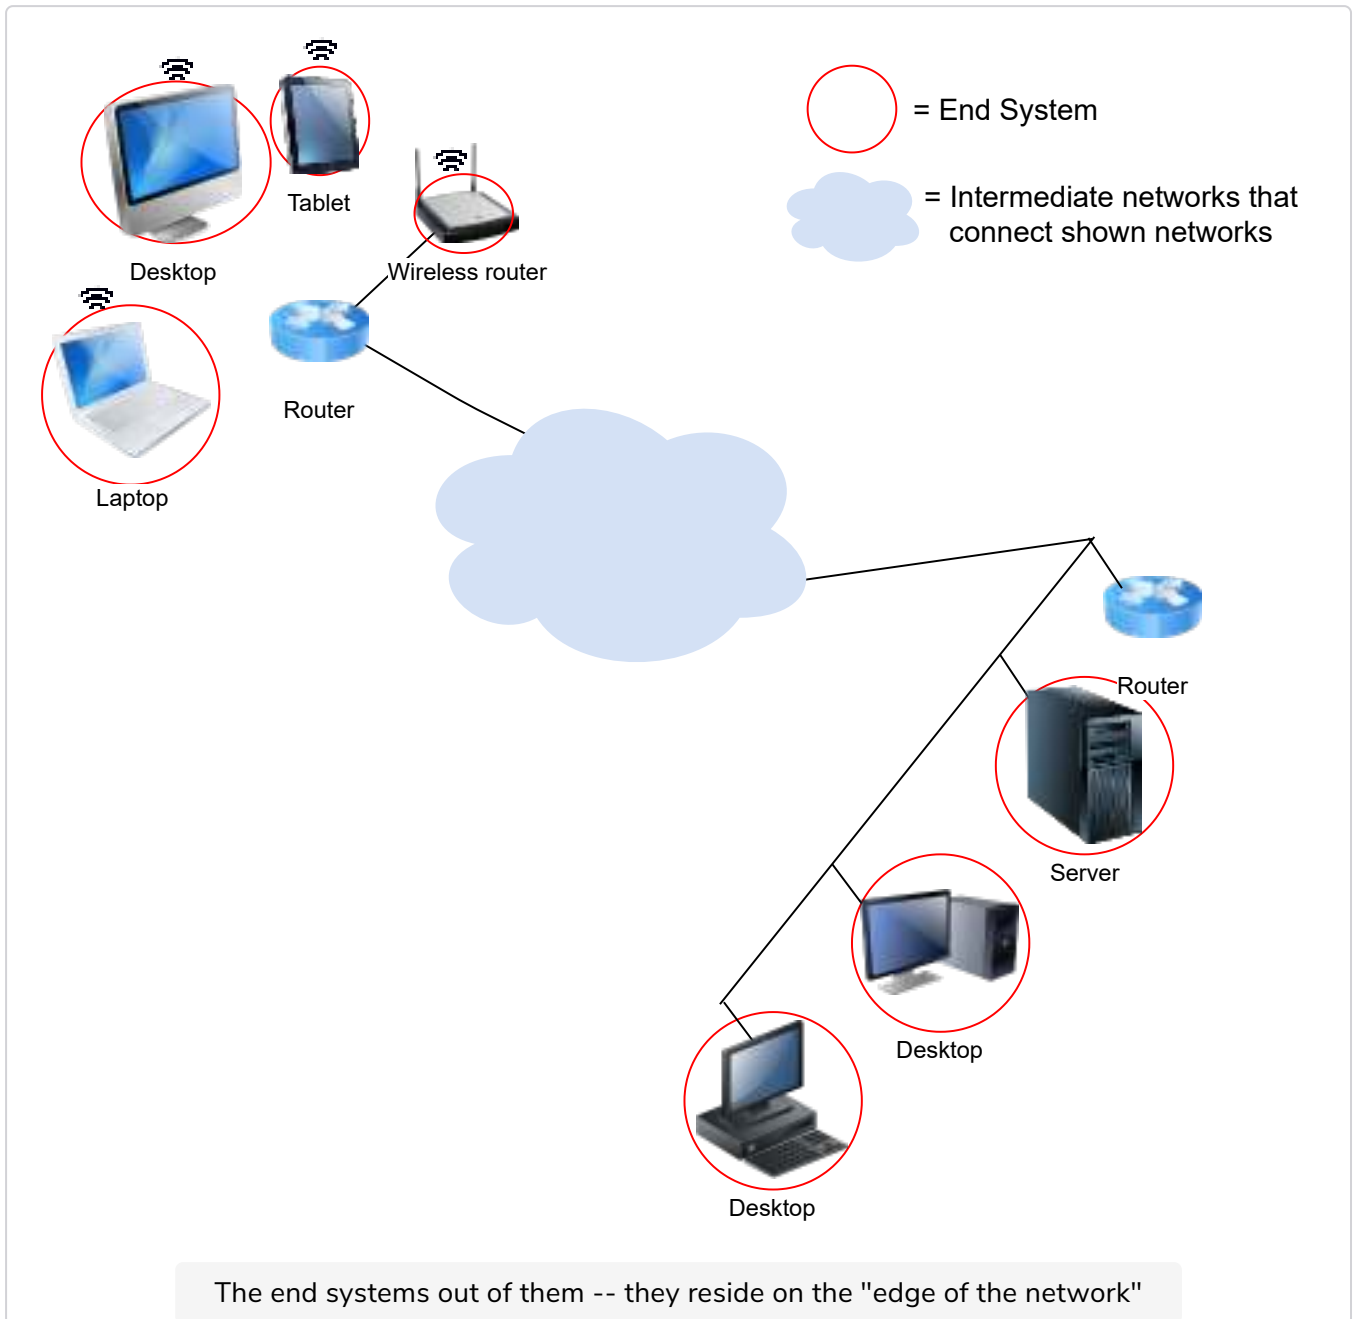 Tablet
Desktop
Wireless router
Laptop
Router
= End System
= Intermediate networks that
connect shown networks
Router
Server
Desktop
Desktop
The end systems out of them -- they reside on the "edge of the network"